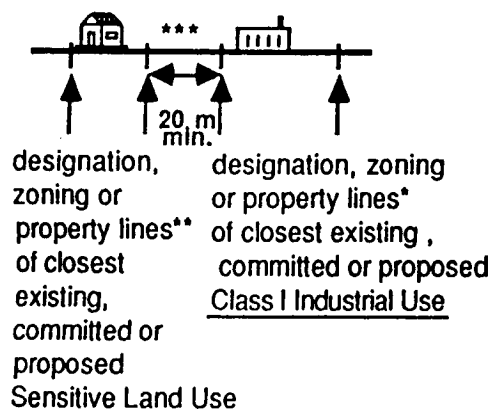 ***
20 m
min.
designation,
zoning or
property lines**
of closest
existing,
committed or
proposed
Sensitive Land Use
designation, zoning
or property lines*
of closest existing ,
committed or proposed
Class I Industrial Use